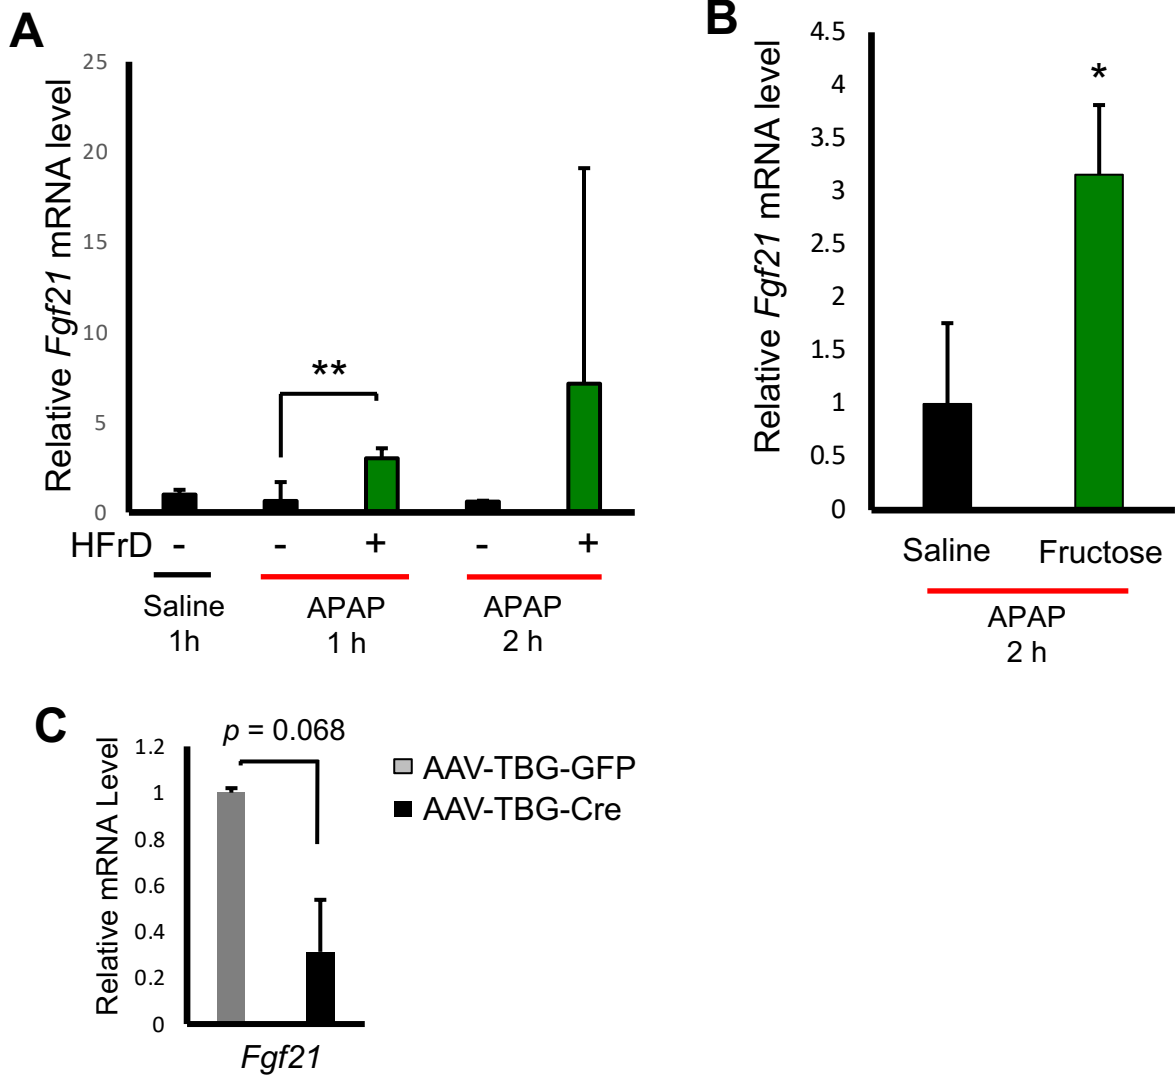 A
Relative Fgf21 mRNA level
25
20
15
10
5
0
**
HFrD - - + - +
Saline
1h
APAP
1 h
APAP
2 h
B
Relative Fgf21 mRNA level
4.5
4
3.5
3
2.5
2
1.5
1
0.5
0
*
Saline Fructose
APAP
2 h
C
Relative mRNA Level
1.2
1
0.8
0.6
0.4
0.2
0
p = 0.068
AAV-TBG-GFP
AAV-TBG-Cre
Fgf21